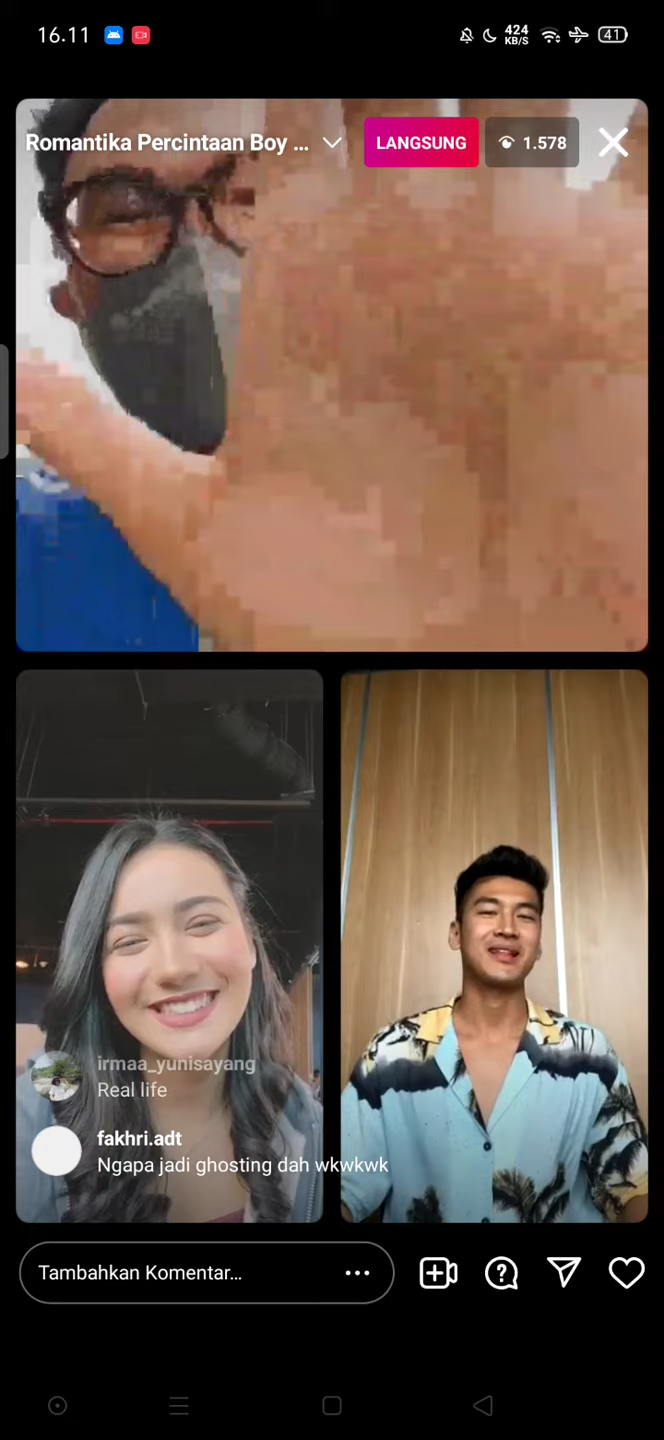 16.11
424
KB/S
41
Romantika Percintaan Boy ...
LANGSUNG
1.578
irmaa_yunisayang
Real life
fakhri.adt
Ngapa jadi ghosting dah wkwkwk
Tambahkan Komentar...